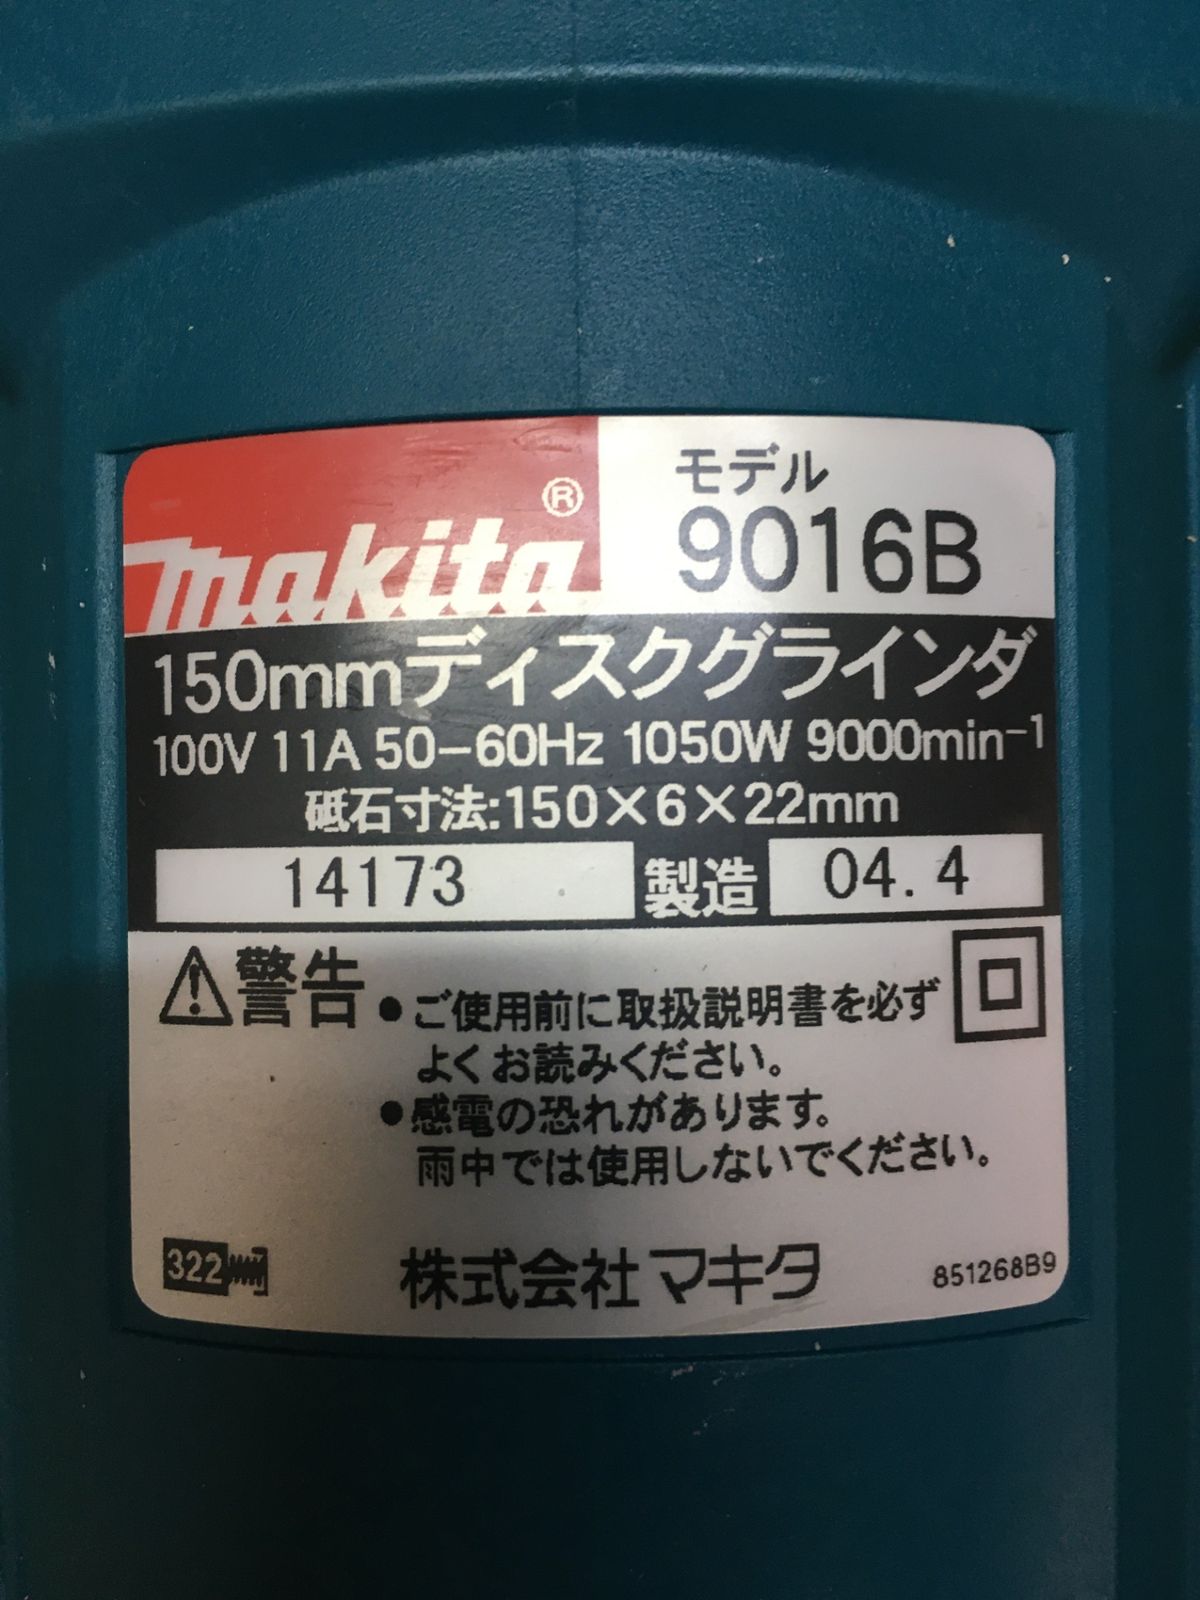 makita®
モデル
9016B
150mmディスクグラインダ
100V 11A 50-60Hz 1050W 9000min-1
砥石寸法:150×6×22mm
14173 製造 04.4
警告
●ご使用前に取扱説明書を必ず
よくお読みください。
●感電の恐れがあります。
雨中では使用しないでください。
322 株式会社マキタ 851268B9